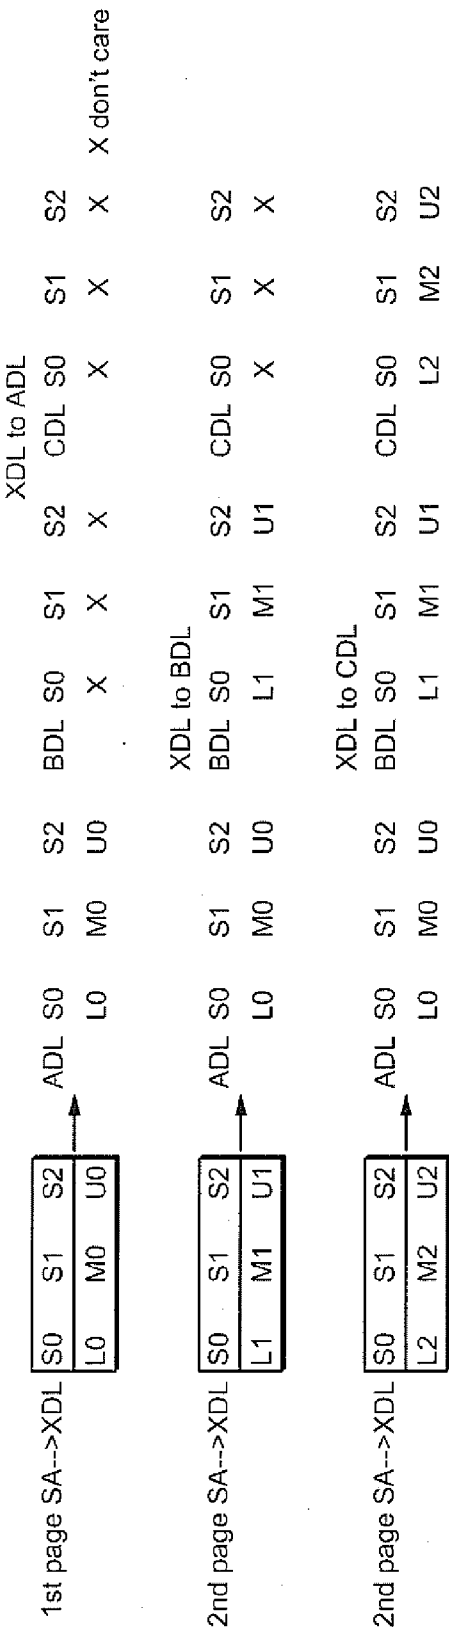 XDL to ADL
1st page SA-->XDL S0 S1 S2 ADL S0 S1 S2 BDL S0 S1 S2 CDL S0 S1 S2
L0 M0 U0 L0 M0 U0 X X X X X X X don't care
XDL to BDL
2nd page SA-->XDL S0 S1 S2 ADL S0 S1 S2 BDL S0 S1 S2 CDL S0 S1 S2
L1 M1 U1 L0 M0 U0 L1 M1 U1 X X X
XDL to CDL
2nd page SA-->XDL S0 S1 S2 ADL S0 S1 S2 BDL S0 S1 S2 CDL S0 S1 S2
L2 M2 U2 L0 M0 U0 L1 M1 U1 L2 M2 U2